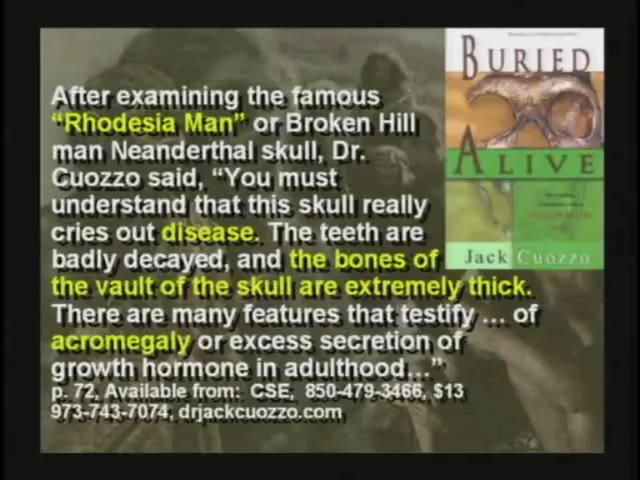 BURIED
ALIVE
Jack Cuozzo
After examining the famous
“Rhodesia Man” or Broken Hill
man Neanderthal skull, Dr.
Cuozzo said, “You must
understand that this skull really
cries out disease. The teeth are
badly decayed, and the bones of
the vault of the skull are extremely thick.
There are many features that testify … of
acromegaly or excess secretion of
growth hormone in adulthood…”
p. 72, Available from: CSE, 850-479-3466, $13
973-743-7074, drjackcuozzo.com